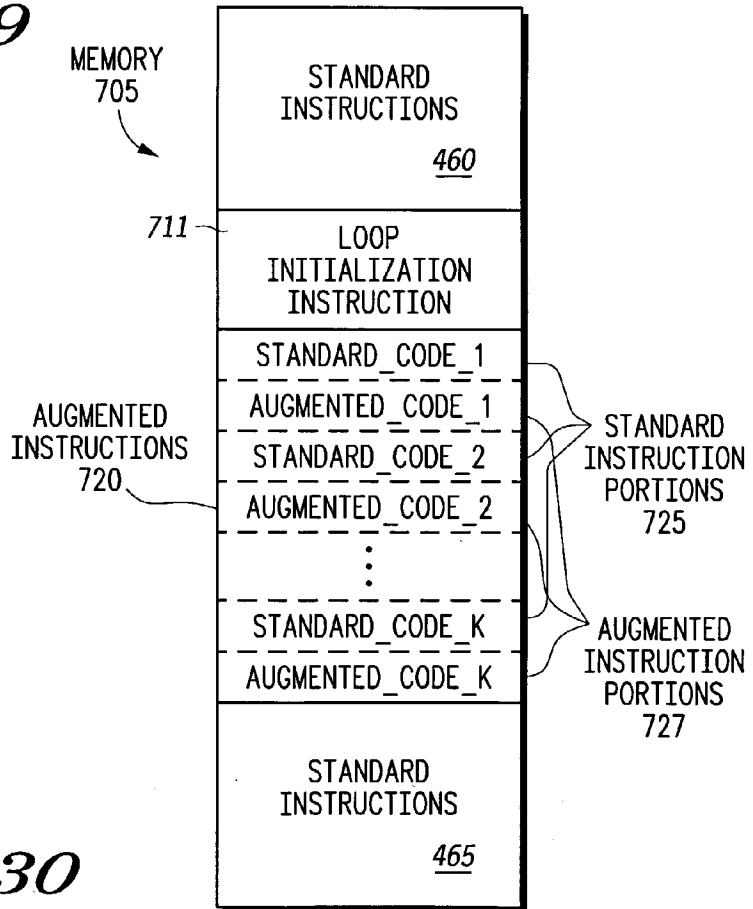 9
MEMORY
705
STANDARD
INSTRUCTIONS
460
711
LOOP
INITIALIZATION
INSTRUCTION
STANDARD_CODE_1
AUGMENTED_CODE_1
STANDARD_CODE_2
AUGMENTED_CODE_2
STANDARD_CODE_K
AUGMENTED_CODE_K
AUGMENTED
INSTRUCTIONS
720
STANDARD
INSTRUCTION
PORTIONS
725
AUGMENTED
INSTRUCTION
PORTIONS
727
STANDARD
INSTRUCTIONS
465
30